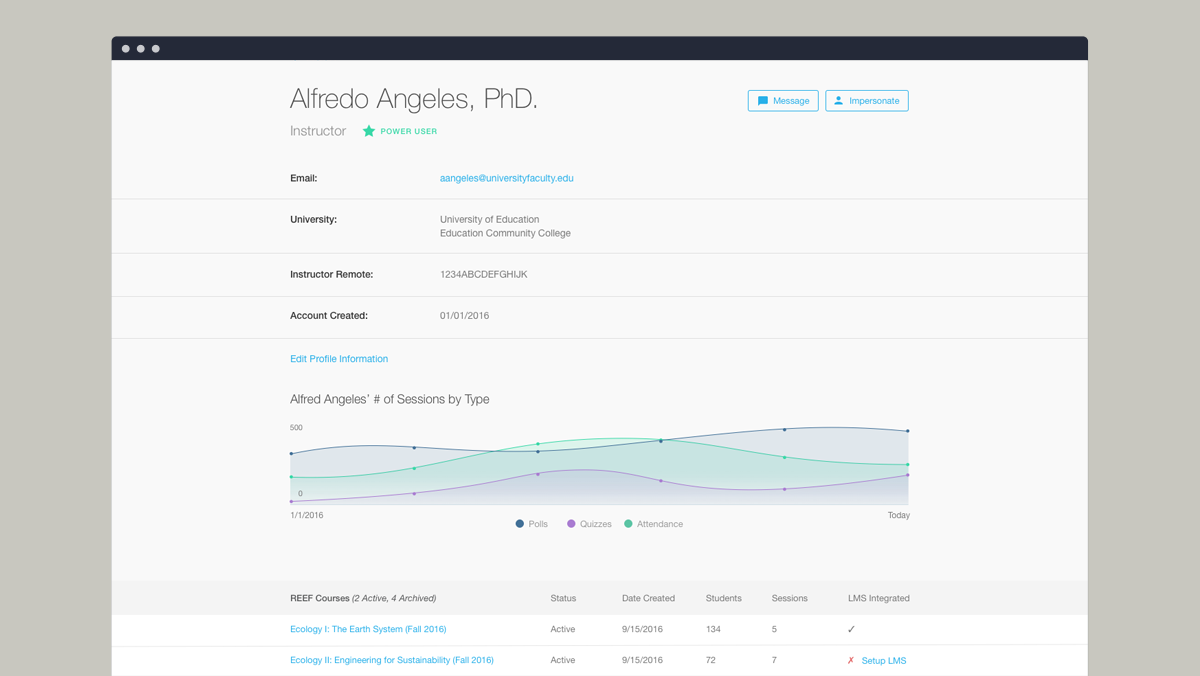 Alfredo Angeles, PhD.
Message
Impersonate
Instructor
POWER USER
Email:
aangeles@universityfaculty.edu
University:
University of Education
Education Community College
Instructor Remote:
1234ABCDEFGHIJK
Account Created:
01/01/2016
Edit Profile Information
Alfred Angeles' # of Sessions by Type
500
0
1/1/2016
Today
Polls
Quizzes
Attendance
REEF Courses (2 Active, 4 Archived) Status Date Created Students Sessions LMS Integrated
Ecology I: The Earth System (Fall 2016) Active 9/15/2016 134 5 ✓
Ecology II: Engineering for Sustainability (Fall 2016) Active 9/15/2016 72 7 ✗ Setup LMS